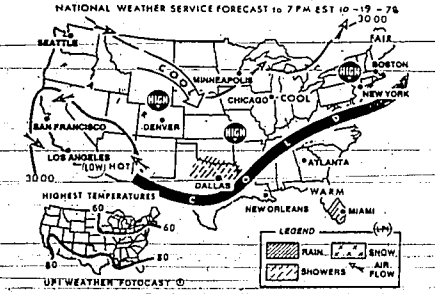 NATIONAL WEATHER SERVICE FORECAST to 7 PM EST 10-19-78
30.00
SEATTLE
FAIR
COOL
MINNEAPOLIS
BOSTON
HIGH
HIGH
CHICAGO
COOL
NEW YORK
SAN FRANCISCO
DENVER
HIGH
COLD
LOS ANGELES
(LOW)
HOT
ATLANTA
DALLAS
30.00
WARM
HIGHEST TEMPERATURES
NEW ORLEANS
MIAMI
60
60
LEGEND
(UPI)
RAIN
SNOW
80
80
SHOWERS
AIR FLOW
UPI WEATHER FOTOCAST